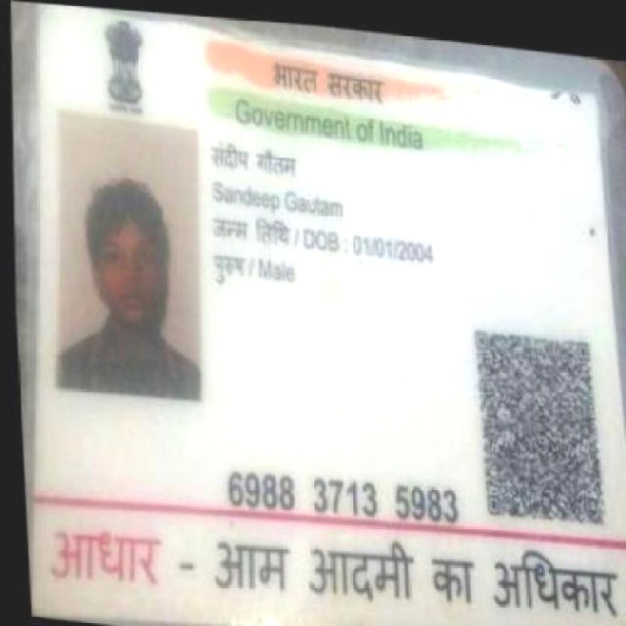 भारत सरकार
Government of India
संदीप गौतम
Sandeep Gautam
जन्म तिथि / DOB : 01/01/2004
पुरुष / Male
6988 3713 5983
आधार - आम आदमी का अधिकार